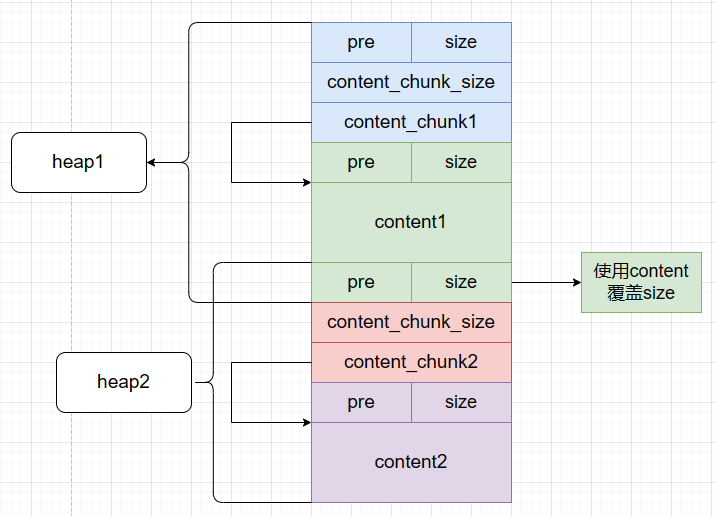 pre size
content_chunk_size
content_chunk1
heap1
pre size
content1
pre size
使用content
覆盖size
content_chunk_size
content_chunk2
heap2
pre size
content2